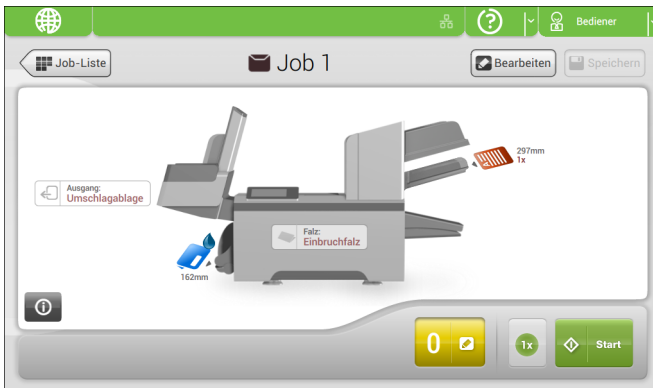 Bediener
Job-Liste
Job 1
Bearbeiten
Speichern
297mm
1x
Ausgang:
Umschlagablage
Falz:
Einbruchfalz
162mm
0
1x
Start